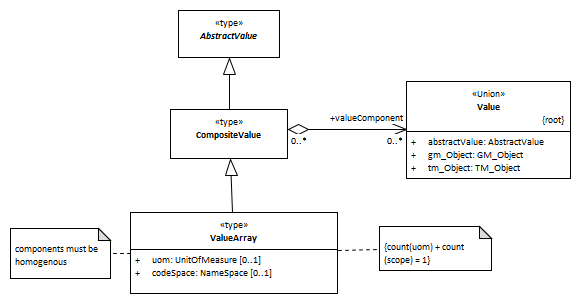 «type»
AbstractValue
«type»
CompositeValue
0..*
+valueComponent
0..*
«Union»
Value
{root}
+ abstractValue: AbstractValue
+ gm_Object: GM_Object
+ tm_Object: TM_Object
components must be
homogenous
«type»
ValueArray
+ uom: UnitOfMeasure [0..1]
+ codeSpace: NameSpace [0..1]
{count(uom) + count
(scope) = 1}